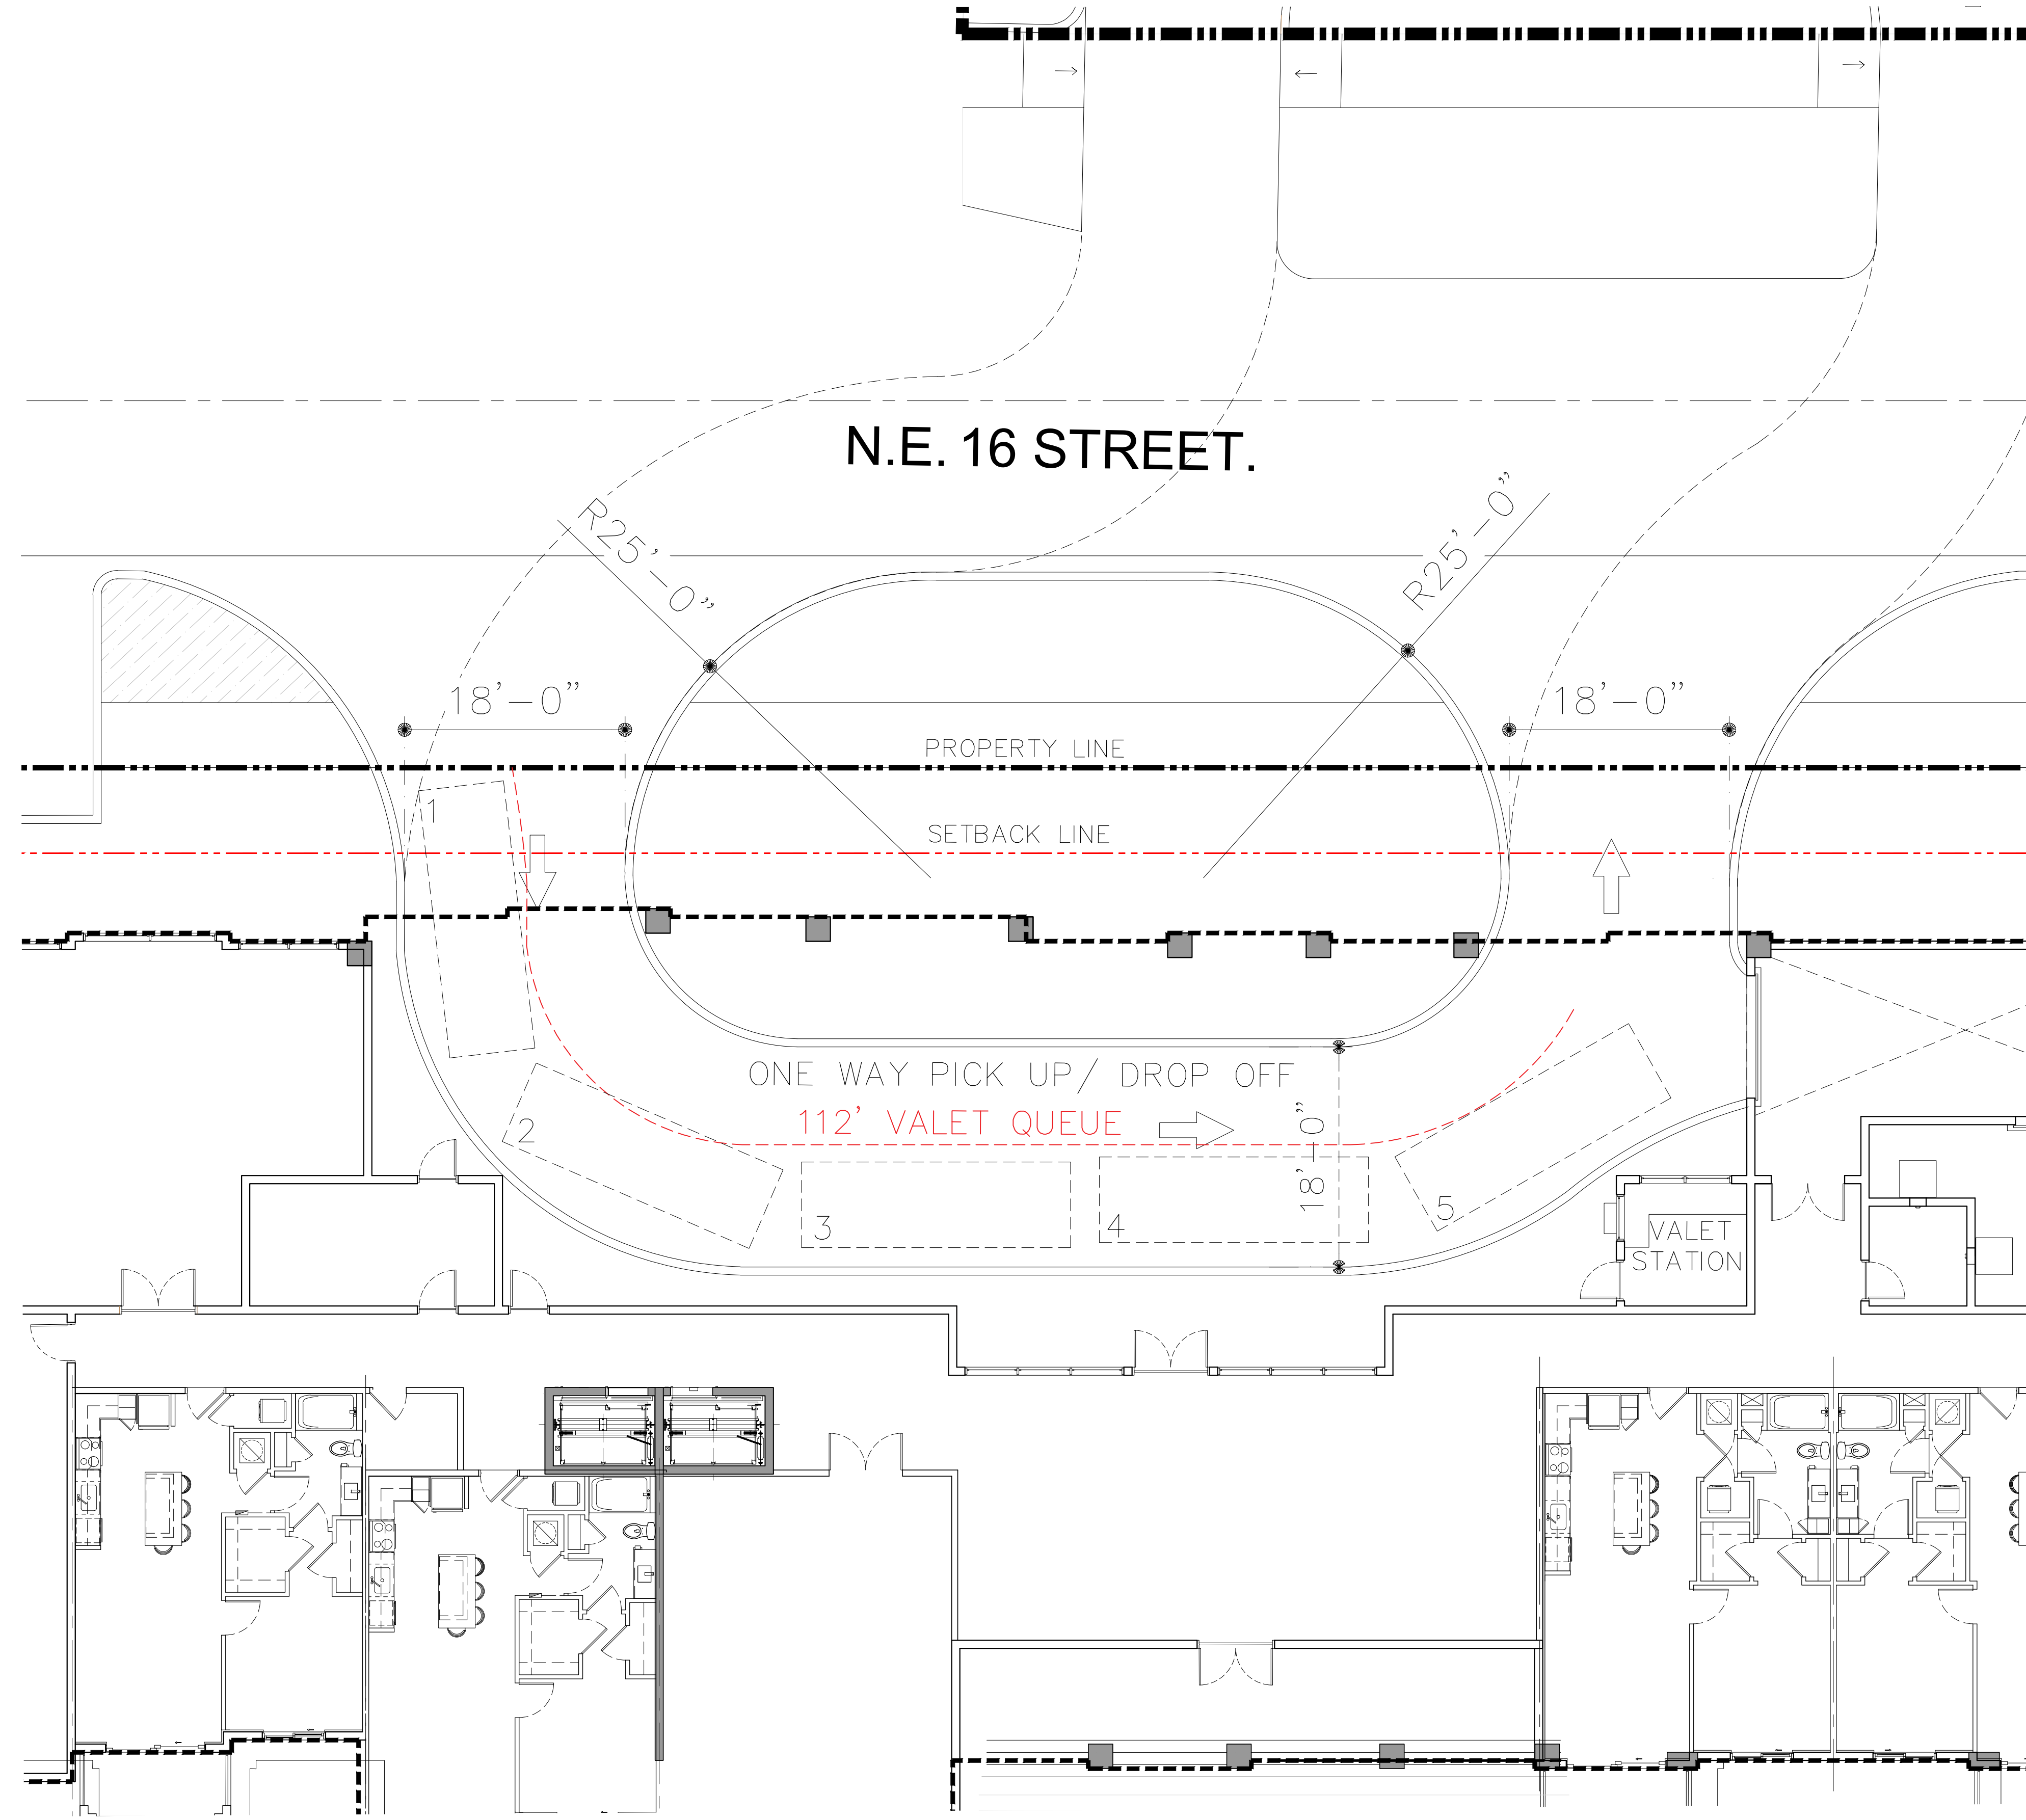 N.E. 16 STREET.
R25'-0"
R25'-0"
18'-0"
18'-0"
PROPERTY LINE
1
SETBACK LINE
ONE WAY PICK UP/ DROP OFF
112' VALET QUEUE
2
18'-0"
3
4
5
VALET
STATION